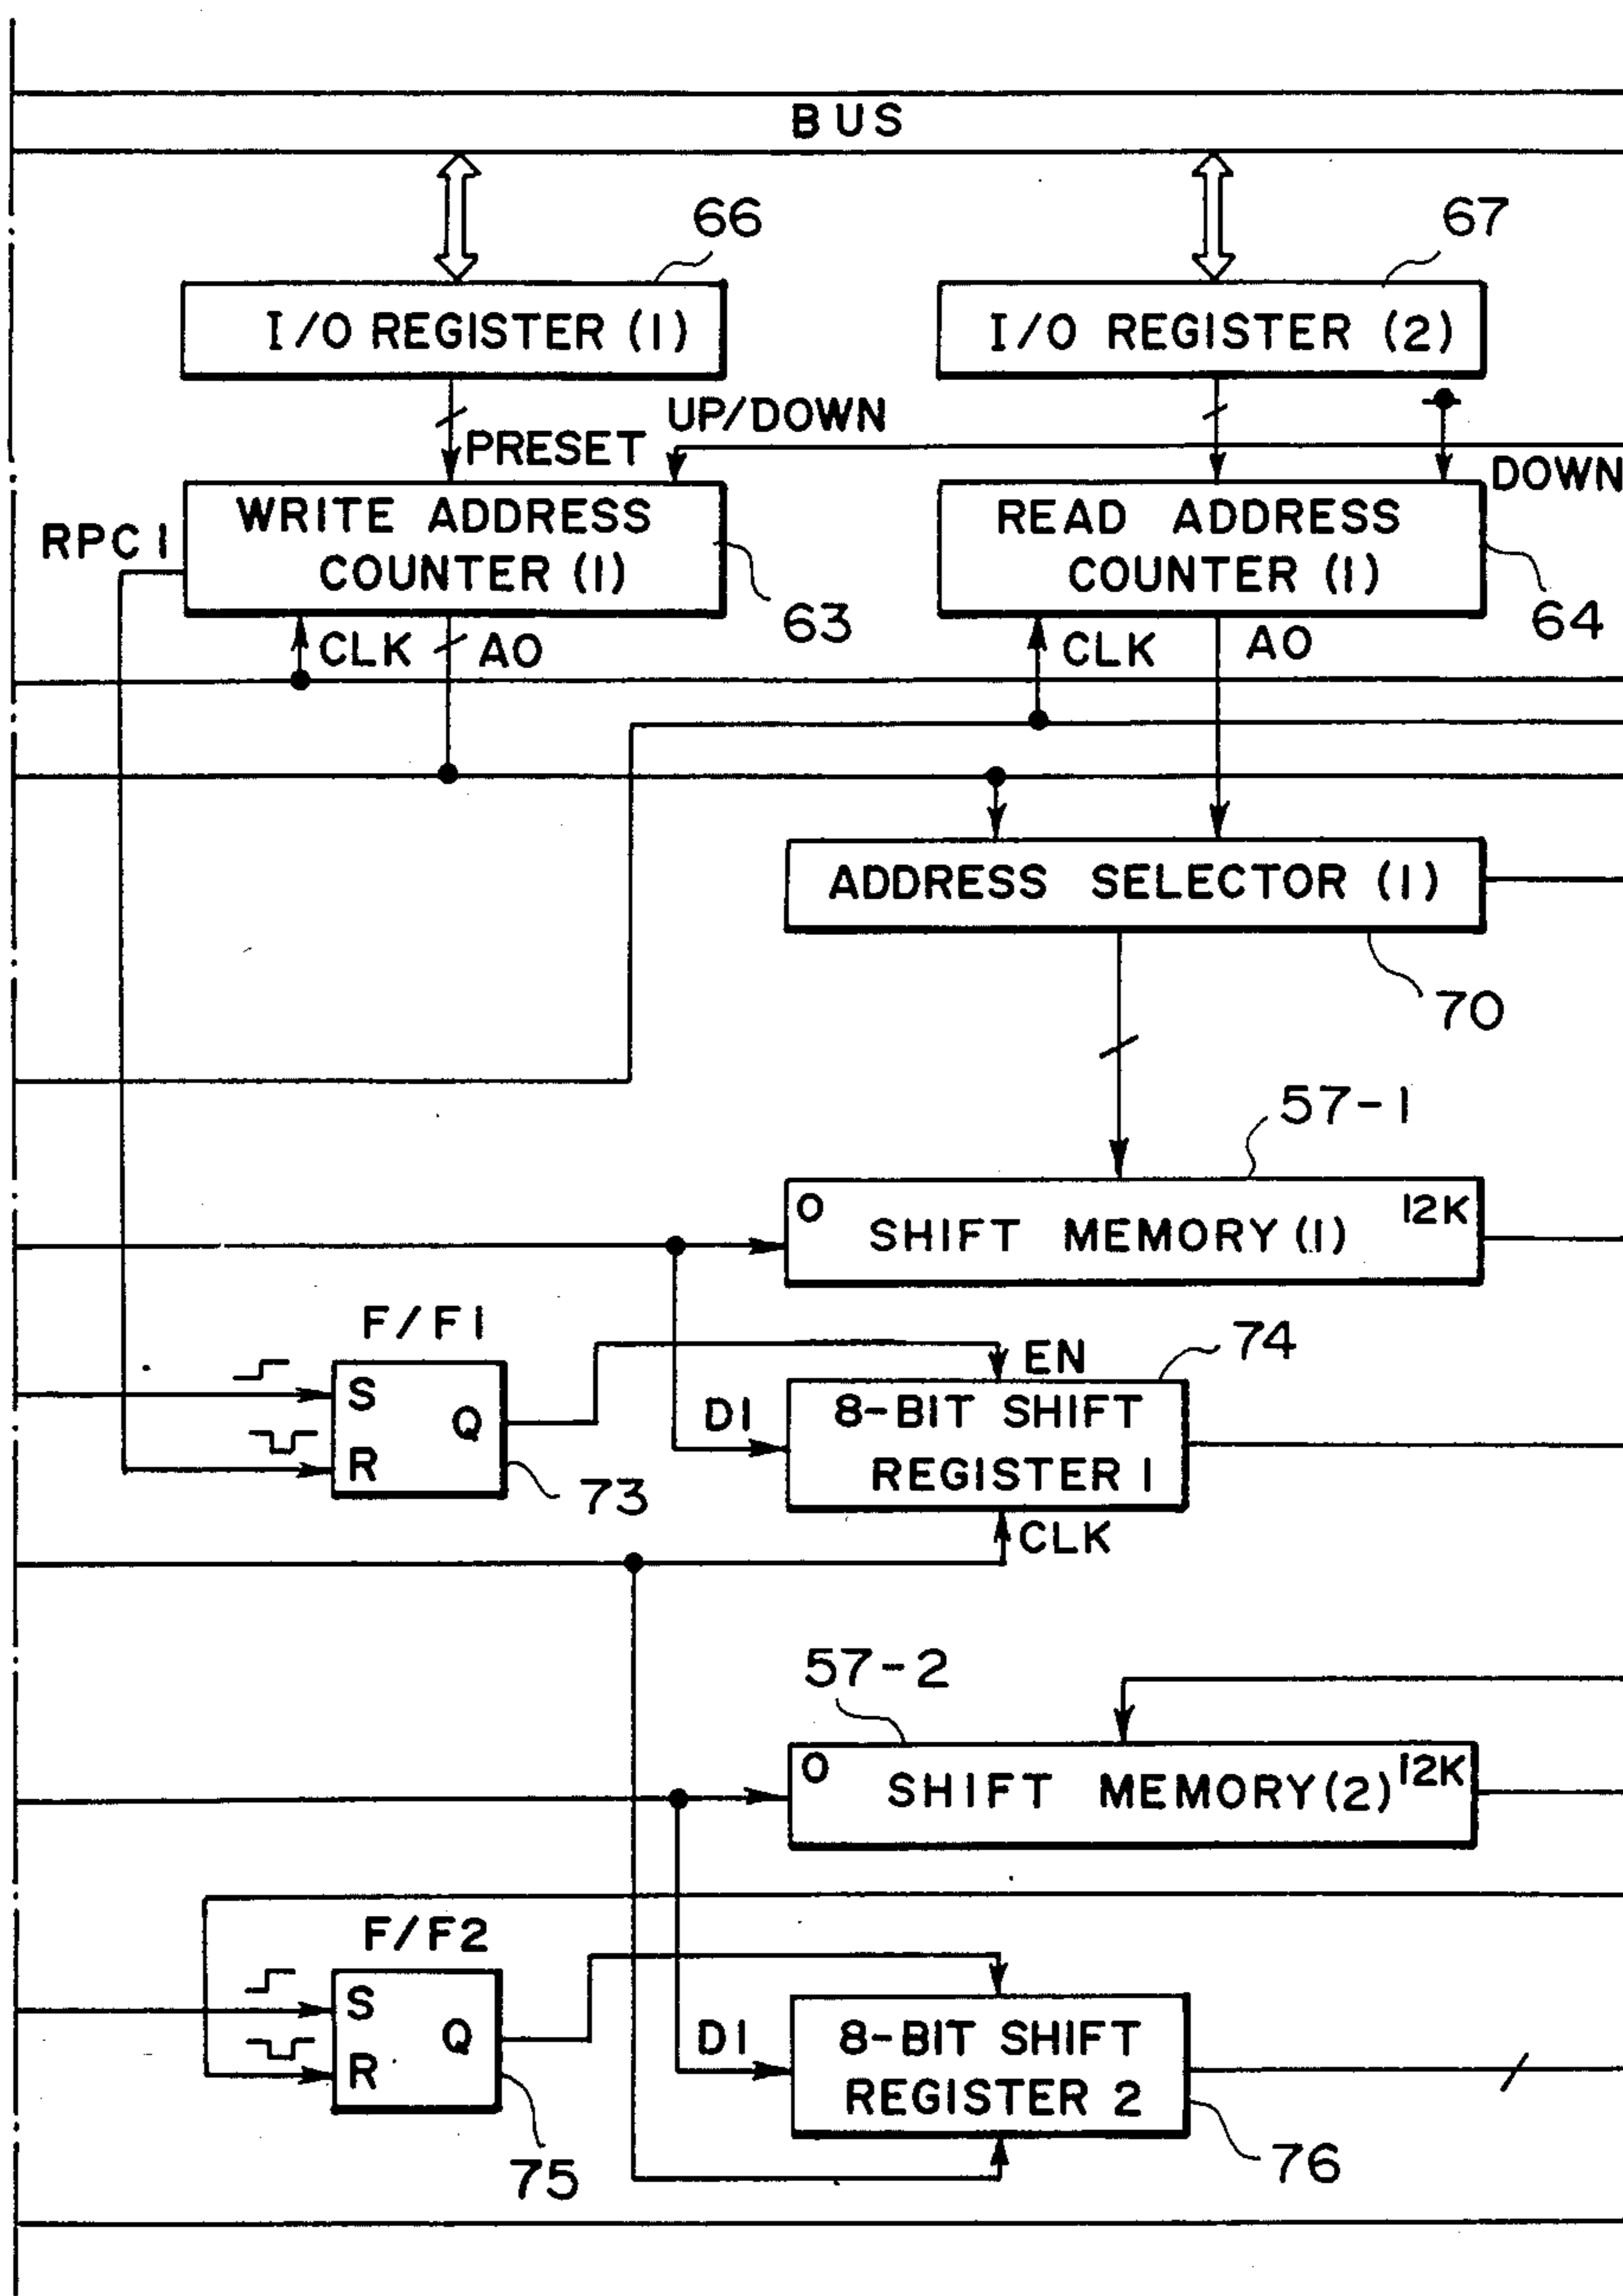 BUS
66
67
I/O REGISTER (1)
I/O REGISTER (2)
UP/DOWN
PRESET
DOWN
RPC1
WRITE ADDRESS
COUNTER (1)
READ ADDRESS
COUNTER (1)
63
64
CLK
AO
CLK
AO
ADDRESS SELECTOR (1)
70
57-1
0
SHIFT MEMORY (1)
12K
F/F1
74
EN
S
Q
R
DI
8-BIT SHIFT
REGISTER 1
73
CLK
57-2
0
SHIFT MEMORY (2)
12K
F/F2
S
Q
R
DI
8-BIT SHIFT
REGISTER 2
75
76